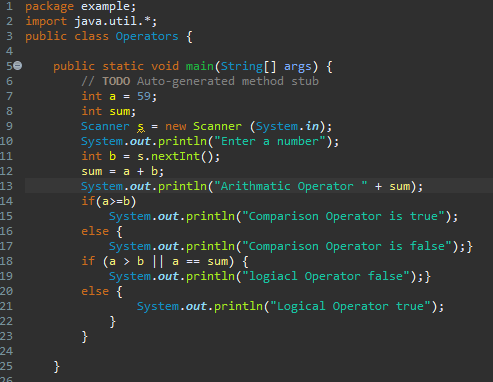 1 package example;
2 import java.util.*;
3 public class Operators {
4
5 public static void main(String[] args) {
6 // TODO Auto-generated method stub
7 int a = 59;
8 int sum;
9 Scanner s = new Scanner (System.in);
10 System.out.println("Enter a number");
11 int b = s.nextInt();
12 sum = a + b;
13 System.out.println("Arithmatic Operator " + sum);
14 if(a>=b)
15 System.out.println("Comparison Operator is true");
16 else {
17 System.out.println("Comparison Operator is false");}
18 if (a > b || a == sum) {
19 System.out.println("logiacl Operator false");}
20 else {
21 System.out.println("Logical Operator true");
22 }
23 }
24
25 }
26